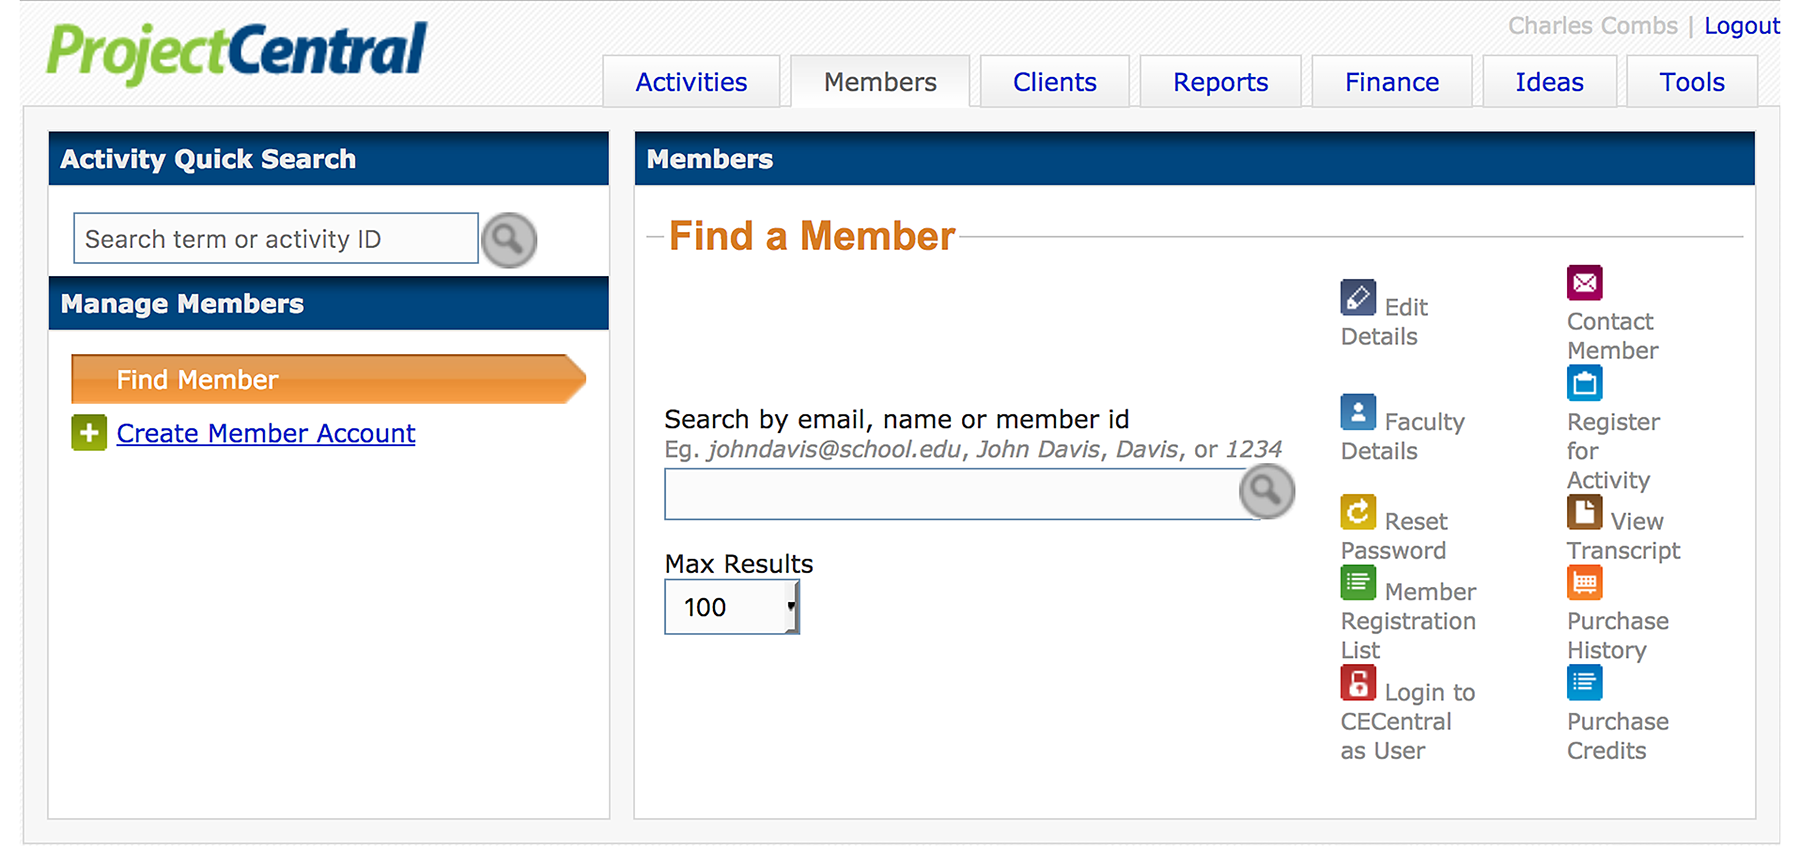 ProjectCentral
Charles Combs | Logout
Activities
Members
Clients
Reports
Finance
Ideas
Tools
Activity Quick Search
Search term or activity ID
Manage Members
Find Member
Create Member Account
Members
Find a Member
Search by email, name or member id
Eg. johndavis@school.edu, John Davis, Davis, or 1234
Max Results
100
Edit
Details
Contact
Member
Faculty
Details
Register
for
Activity
Reset
Password
View
Transcript
Member
Registration
List
Purchase
History
Login to
CECentral
as User
Purchase
Credits